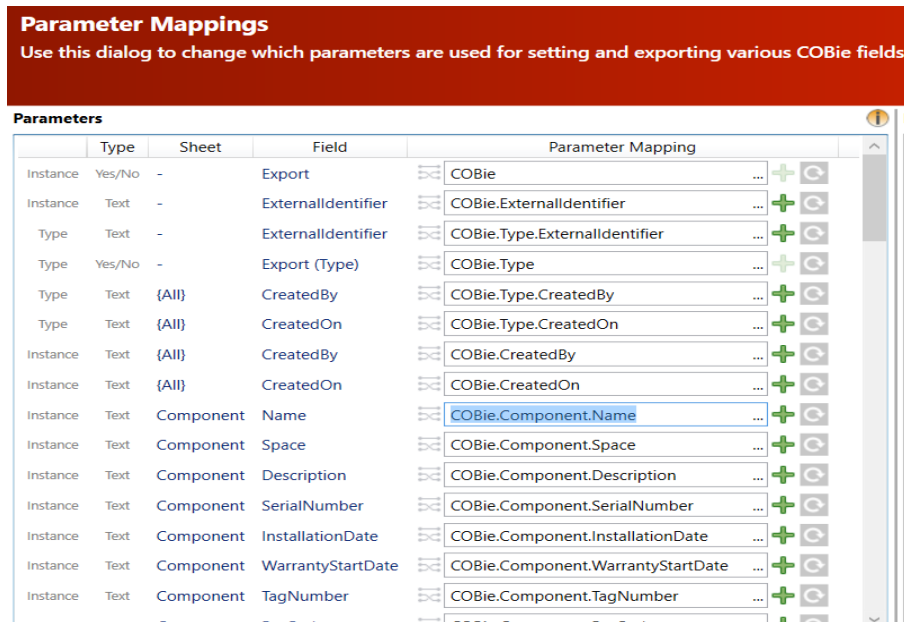 Parameter Mappings
Use this dialog to change which parameters are used for setting and exporting various COBie fields
Parameters
Type Sheet Field Parameter Mapping
Instance Yes/No - Export COBie ...
Instance Text - ExternalIdentifier COBie.ExternalIdentifier ...
Type Text - ExternalIdentifier COBie.Type.ExternalIdentifier ...
Type Yes/No - Export (Type) COBie.Type ...
Type Text {All} CreatedBy COBie.Type.CreatedBy ...
Type Text {All} CreatedOn COBie.Type.CreatedOn ...
Instance Text {All} CreatedBy COBie.CreatedBy ...
Instance Text {All} CreatedOn COBie.CreatedOn ...
Instance Text Component Name COBie.Component.Name ...
Instance Text Component Space COBie.Component.Space ...
Instance Text Component Description COBie.Component.Description ...
Instance Text Component SerialNumber COBie.Component.SerialNumber ...
Instance Text Component InstallationDate COBie.Component.InstallationDate ...
Instance Text Component WarrantyStartDate COBie.Component.WarrantyStartDate ...
Instance Text Component TagNumber COBie.Component.TagNumber ...